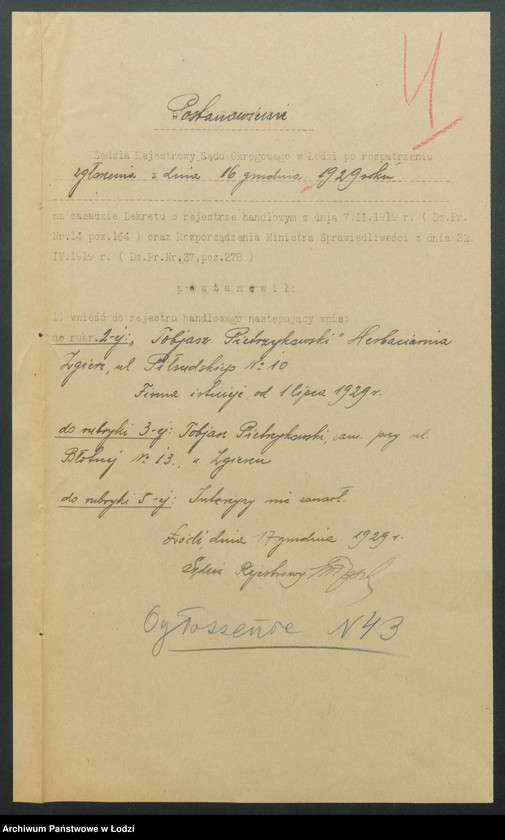 4
Postanowienie
Sędzia Rejestrowy Sądu Okręgowego w Łodzi po rozpatrzeniu
zgłoszenia z dnia 16 grudnia 1929 roku
na zasadzie Dekretu o rejestrze handlowym z dnia 7.II.1919 r. ( Dz.Pr.
Nr.14 poz.164 ) oraz Rozporządzenia Ministra Sprawiedliwości z dnia 22.
IV.1919 r. ( Dz.Pr.Nr.37,poz.278 )
postanowił:
1) wnieść do rejestru handlowego następujący wpis:
do rubr. 2-ej: „Tobjasz Pietrzykowski" Herbaciarnia
Zgierz, ul Piłsudskiego No 10
Firma istnieje od 1 lipca 1929 r.
do rubryki 3-ej: Tobjasz Pietrzykowski, zam. przy ul.
Błotnej No 13., w Zgierzu
do rubryki 5-ej: Intercyzy nie zawarł.
Łódź, dnia 17 grudnia 1929 r.
Sędzia Rejestrowy
Ogłoszenie N 43
Archiwum Państwowe w Łodzi